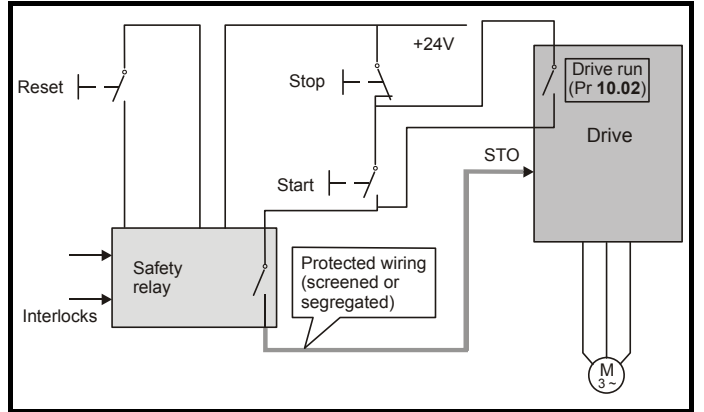 +24V
Reset
Stop
Drive run
(Pr 10.02)
Drive
STO
Start
Safety
relay
Protected wiring
(screened or
segregated)
Interlocks
M
3 ~